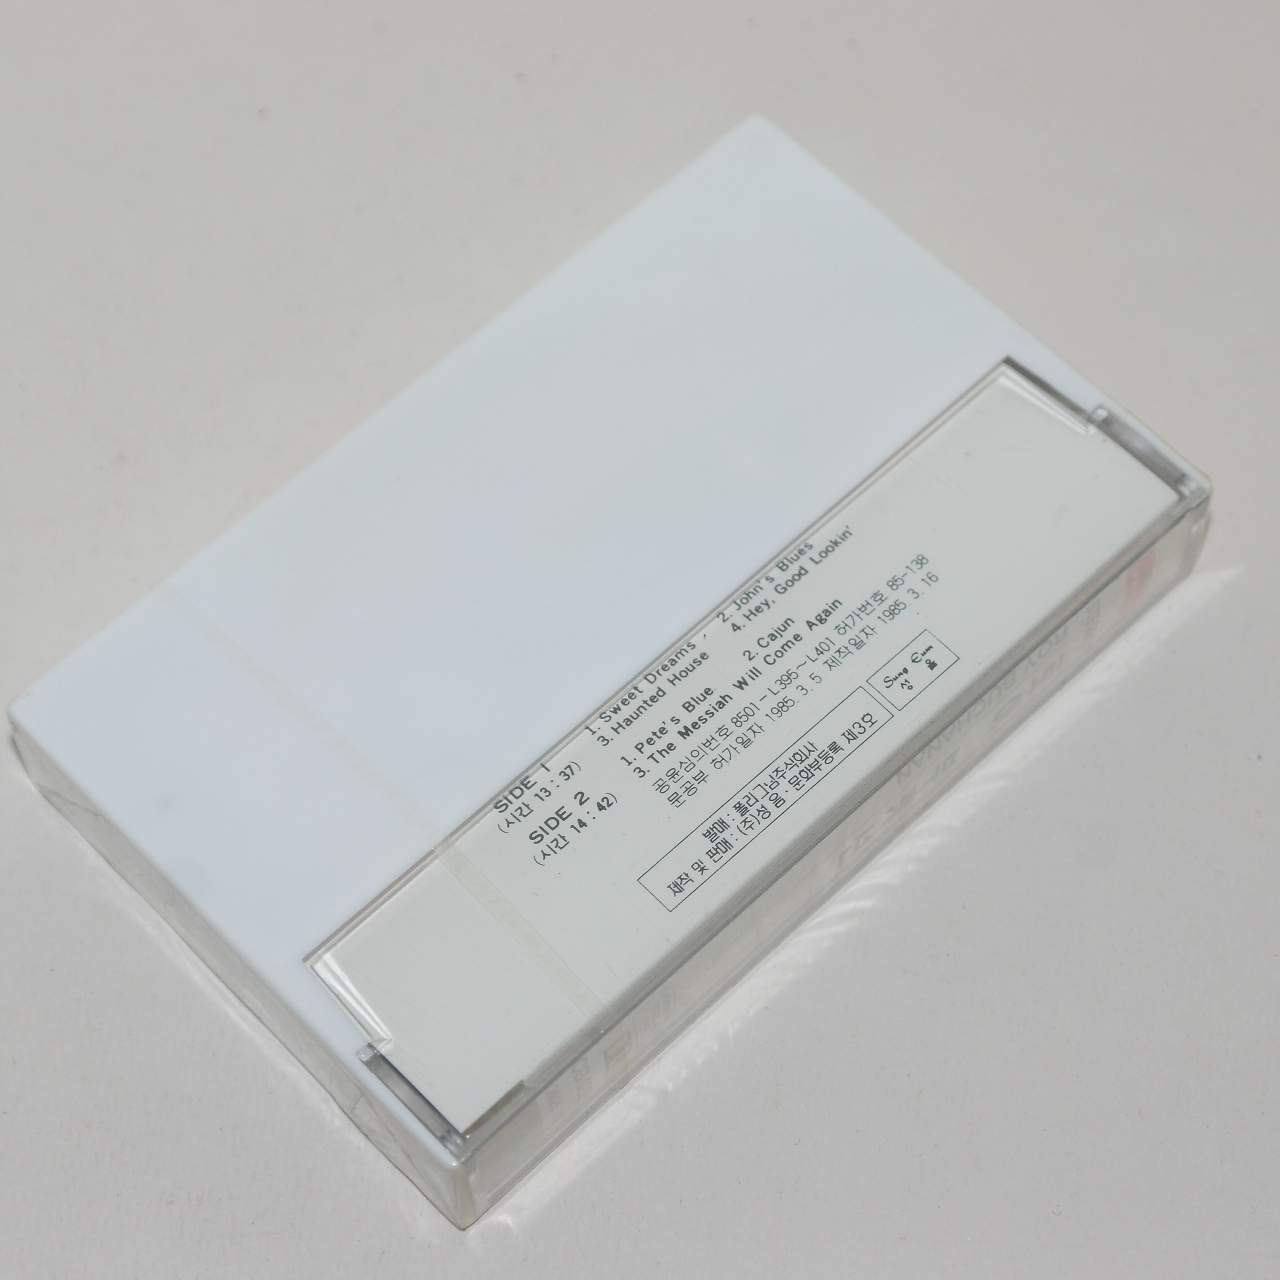 SIDE 1 1. Sweet Dreams 2. John's Blues
(시간 13 : 37) 3. Haunted House 4. Hey, Good Lookin'
SIDE 2 1. Pete's Blue 2. Cajun
(시간 14 : 42) 3. The Messiah Will Come Again
공윤심의번호 8501-L395~L401 허가번호 85-138
문공부 허가일자 1985. 3. 5 제작일자 1985. 3. 16
발매 : 폴리그남주식회사
제작 및 판매 : (주)성 음 · 문화부등록 제3호
Sung Eum
성 음